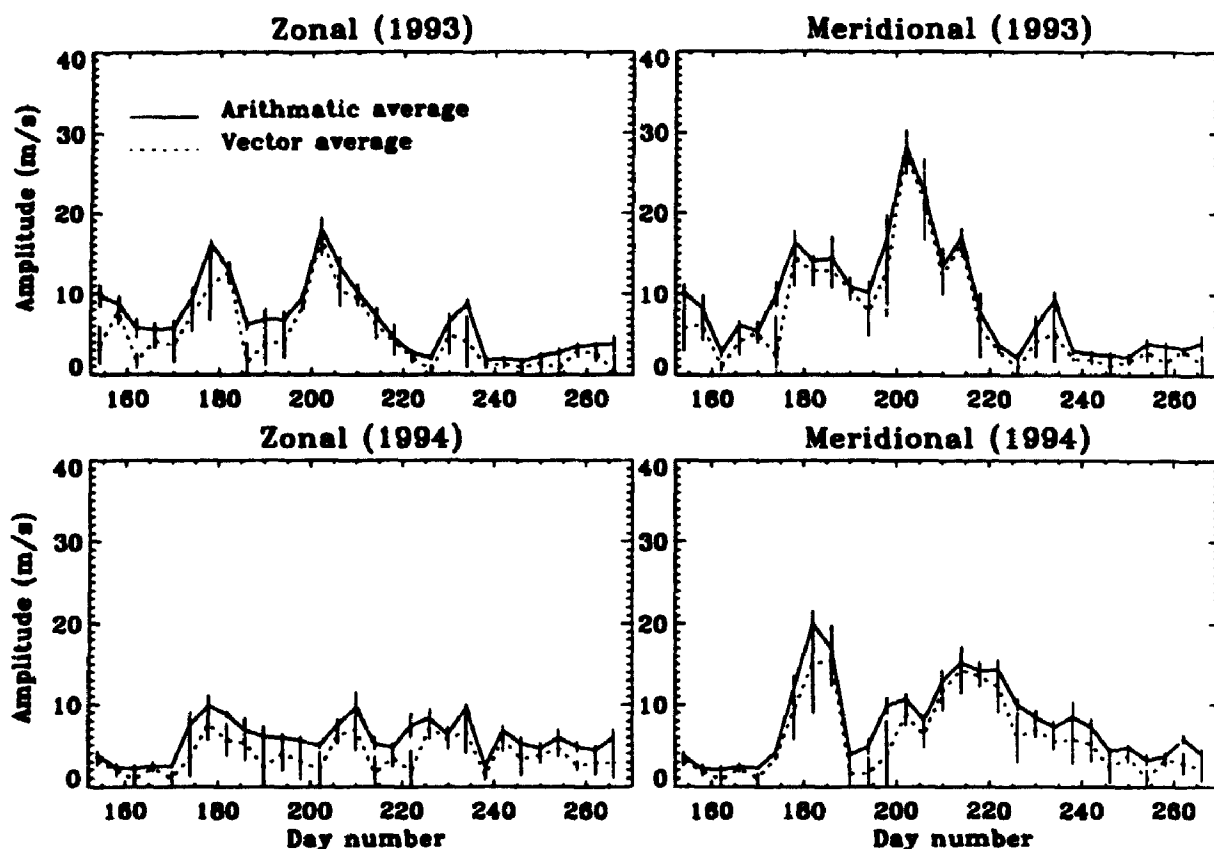 Zonal (1993)
Meridional (1993)
Amplitude (m/s)
40
30
20
10
0
Arithmatic average
Vector average
160 180 200 220 240 260
40
30
20
10
0
160 180 200 220 240 260
Zonal (1994)
Meridional (1994)
Amplitude (m/s)
40
30
20
10
0
160 180 200 220 240 260
Day number
40
30
20
10
0
160 180 200 220 240 260
Day number